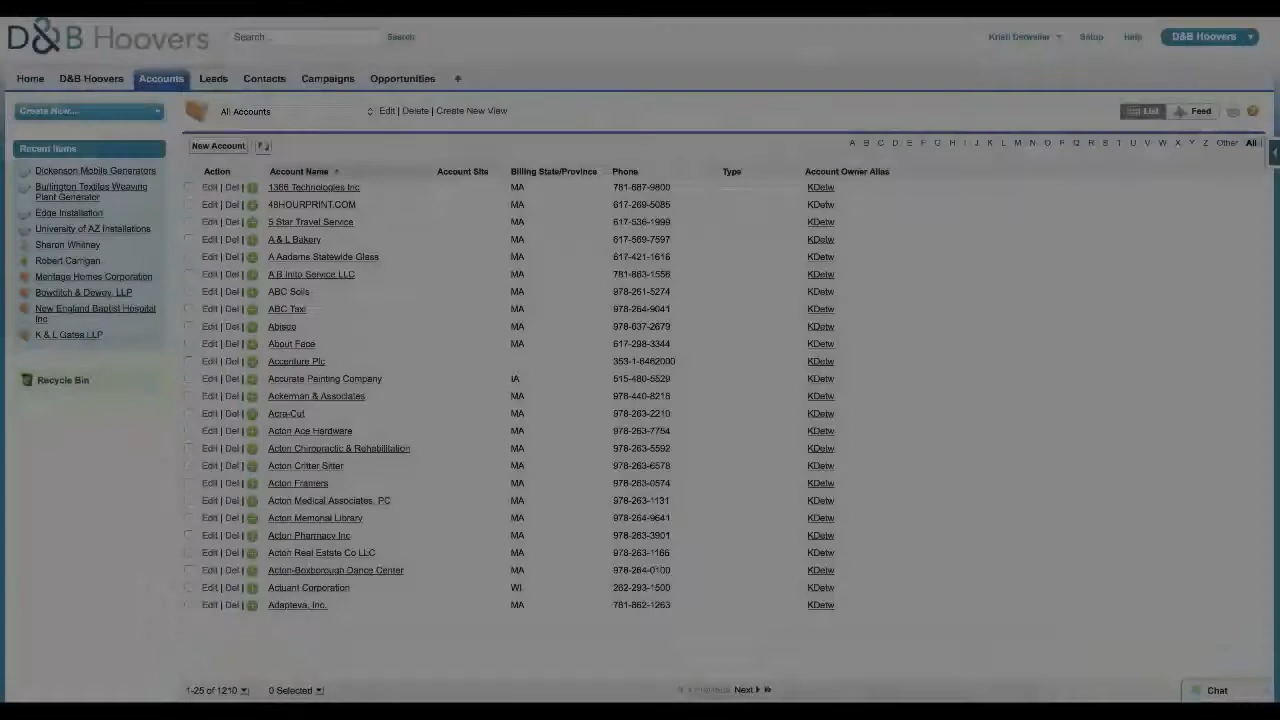 D&B Hoovers Search... Search Setup Help D&B Hoovers
Home D&B Hoovers Accounts Leads Contacts Campaigns Opportunities +
Create New... All Accounts Edit | Delete | Create New View List Feed
Recent Items
Dickenson Mobile Generators
Burlington Textiles Weaving
Plant Generator
Edge Installation
University of AZ Installations
Sharon Whitney
Robert Carrigan
Meritage Homes Corporation
Bowditch & Dewey, LLP
New England Baptist Hospital
Inc
K & L Gates LLP
Recycle Bin
New Account A B C D E F G H I J K L M N O P Q R S T U V W X Y Z Other All
Action Account Name Account Site Billing State/Province Phone Type Account Owner Alias
Edit | Del | 1366 Technologies Inc MA 781-687-9800 KDetw
Edit | Del | 48HOURPRINT.COM MA 617-269-5085 KDetw
Edit | Del | 5 Star Travel Service MA 617-536-1999 KDetw
Edit | Del | A & L Bakery MA 617-569-7597 KDetw
Edit | Del | A Aadams Statewide Glass MA 617-421-1616 KDetw
Edit | Del | A B Inito Service LLC MA 781-863-1556 KDetw
Edit | Del | ABC Soils MA 978-251-5274 KDetw
Edit | Del | ABC Taxi MA 978-264-9041 KDetw
Edit | Del | Abisee MA 978-637-2679 KDetw
Edit | Del | About Face MA 617-298-3344 KDetw
Edit | Del | Accenture Plc 353-1-6462000 KDetw
Edit | Del | Accurate Painting Company IA 515-480-5529 KDetw
Edit | Del | Ackerman & Associates MA 978-440-8216 KDetw
Edit | Del | Acra-Cut MA 978-263-2210 KDetw
Edit | Del | Acton Ace Hardware MA 978-263-7754 KDetw
Edit | Del | Acton Chiropractic & Rehabilitation MA 978-263-5592 KDetw
Edit | Del | Acton Critter Sitter MA 978-263-6578 KDetw
Edit | Del | Acton Framers MA 978-263-0574 KDetw
Edit | Del | Acton Medical Associates, PC MA 978-263-1131 KDetw
Edit | Del | Acton Memorial Library MA 978-264-9641 KDetw
Edit | Del | Acton Pharmacy Inc MA 978-263-3901 KDetw
Edit | Del | Acton Real Estate Co LLC MA 978-263-1166 KDetw
Edit | Del | Acton-Boxborough Dance Center MA 978-264-0100 KDetw
Edit | Del | Actuant Corporation WI 262-293-1500 KDetw
Edit | Del | Adapteva, Inc. MA 781-862-1263 KDetw
1-25 of 1210 0 Selected Previous Next Chat